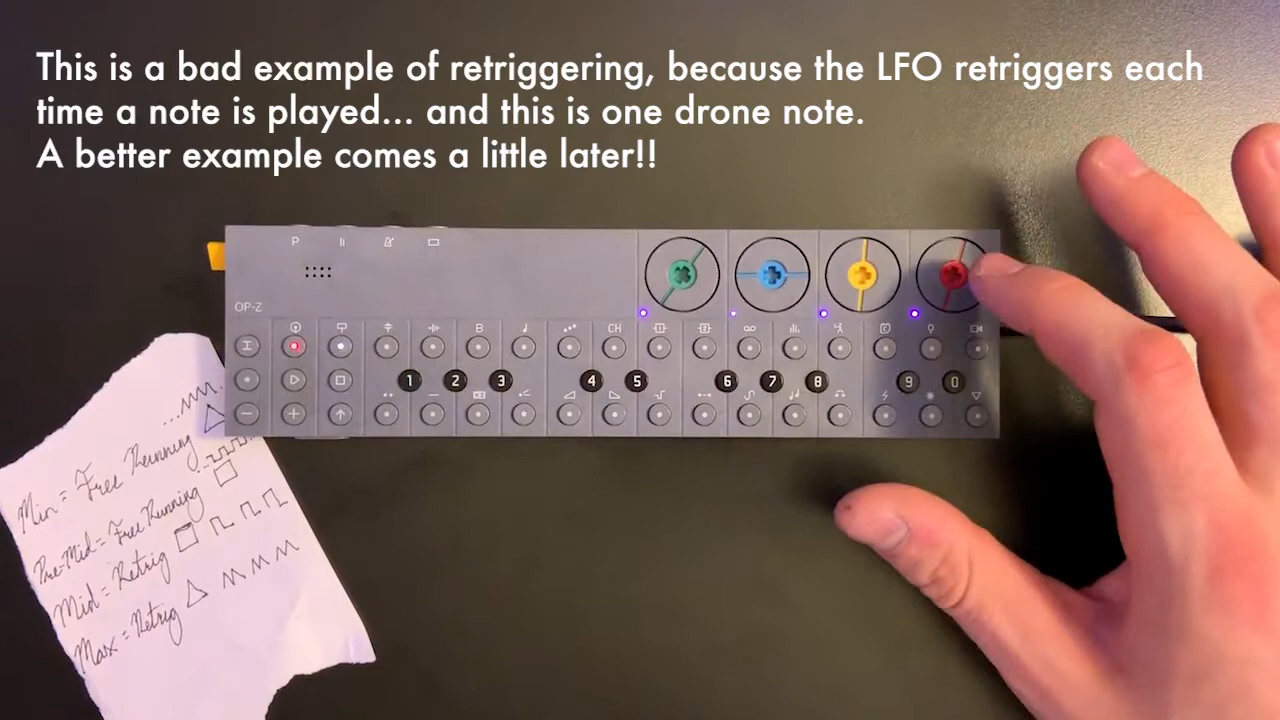 This is a bad example of retriggering, because the LFO retriggers each
time a note is played... and this is one drone note.
A better example comes a little later!!
P
OP-Z
B CH
1 2 3 4 5 6 7 8 9 0
Min = Free Running
Pre-Mid = Free Running
Mid = Retrig
Max = Retrig